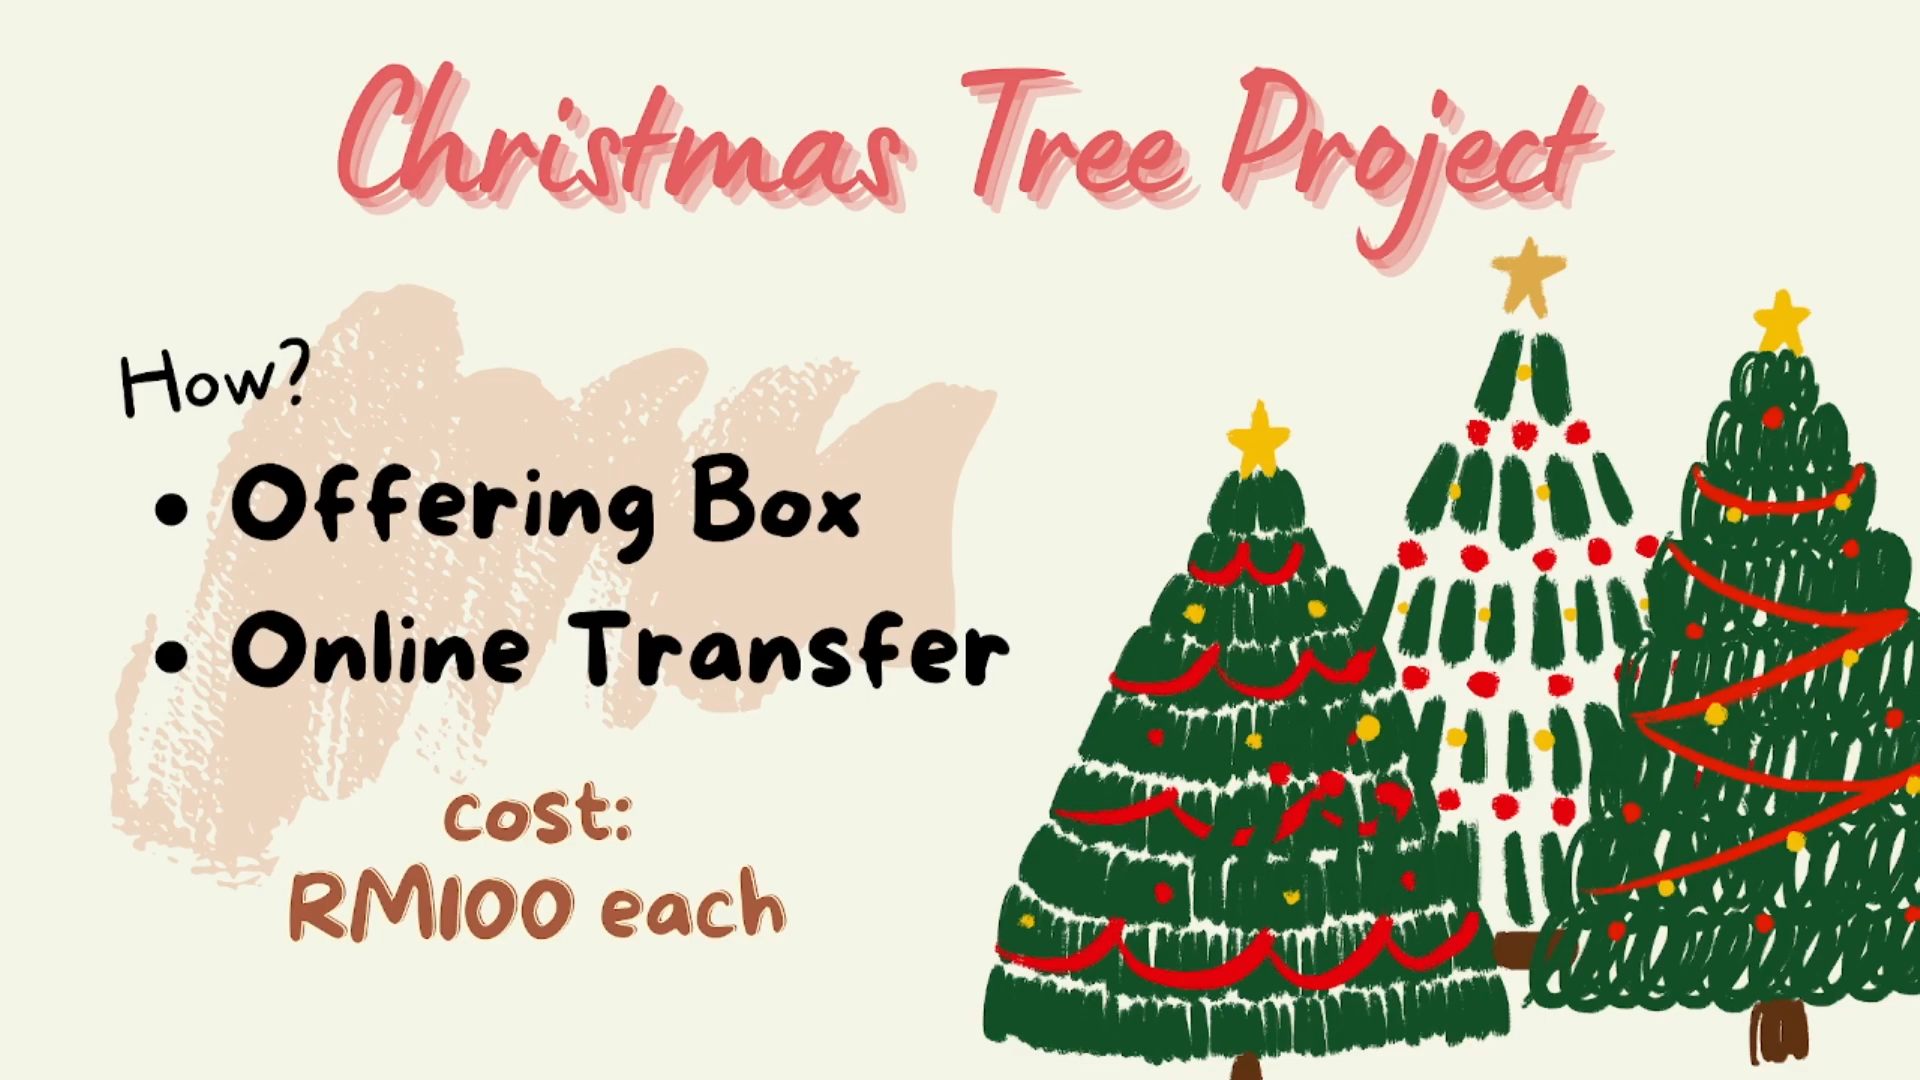 Christmas Tree Project
How?
• Offering Box
• Online Transfer
cost:
RM100 each